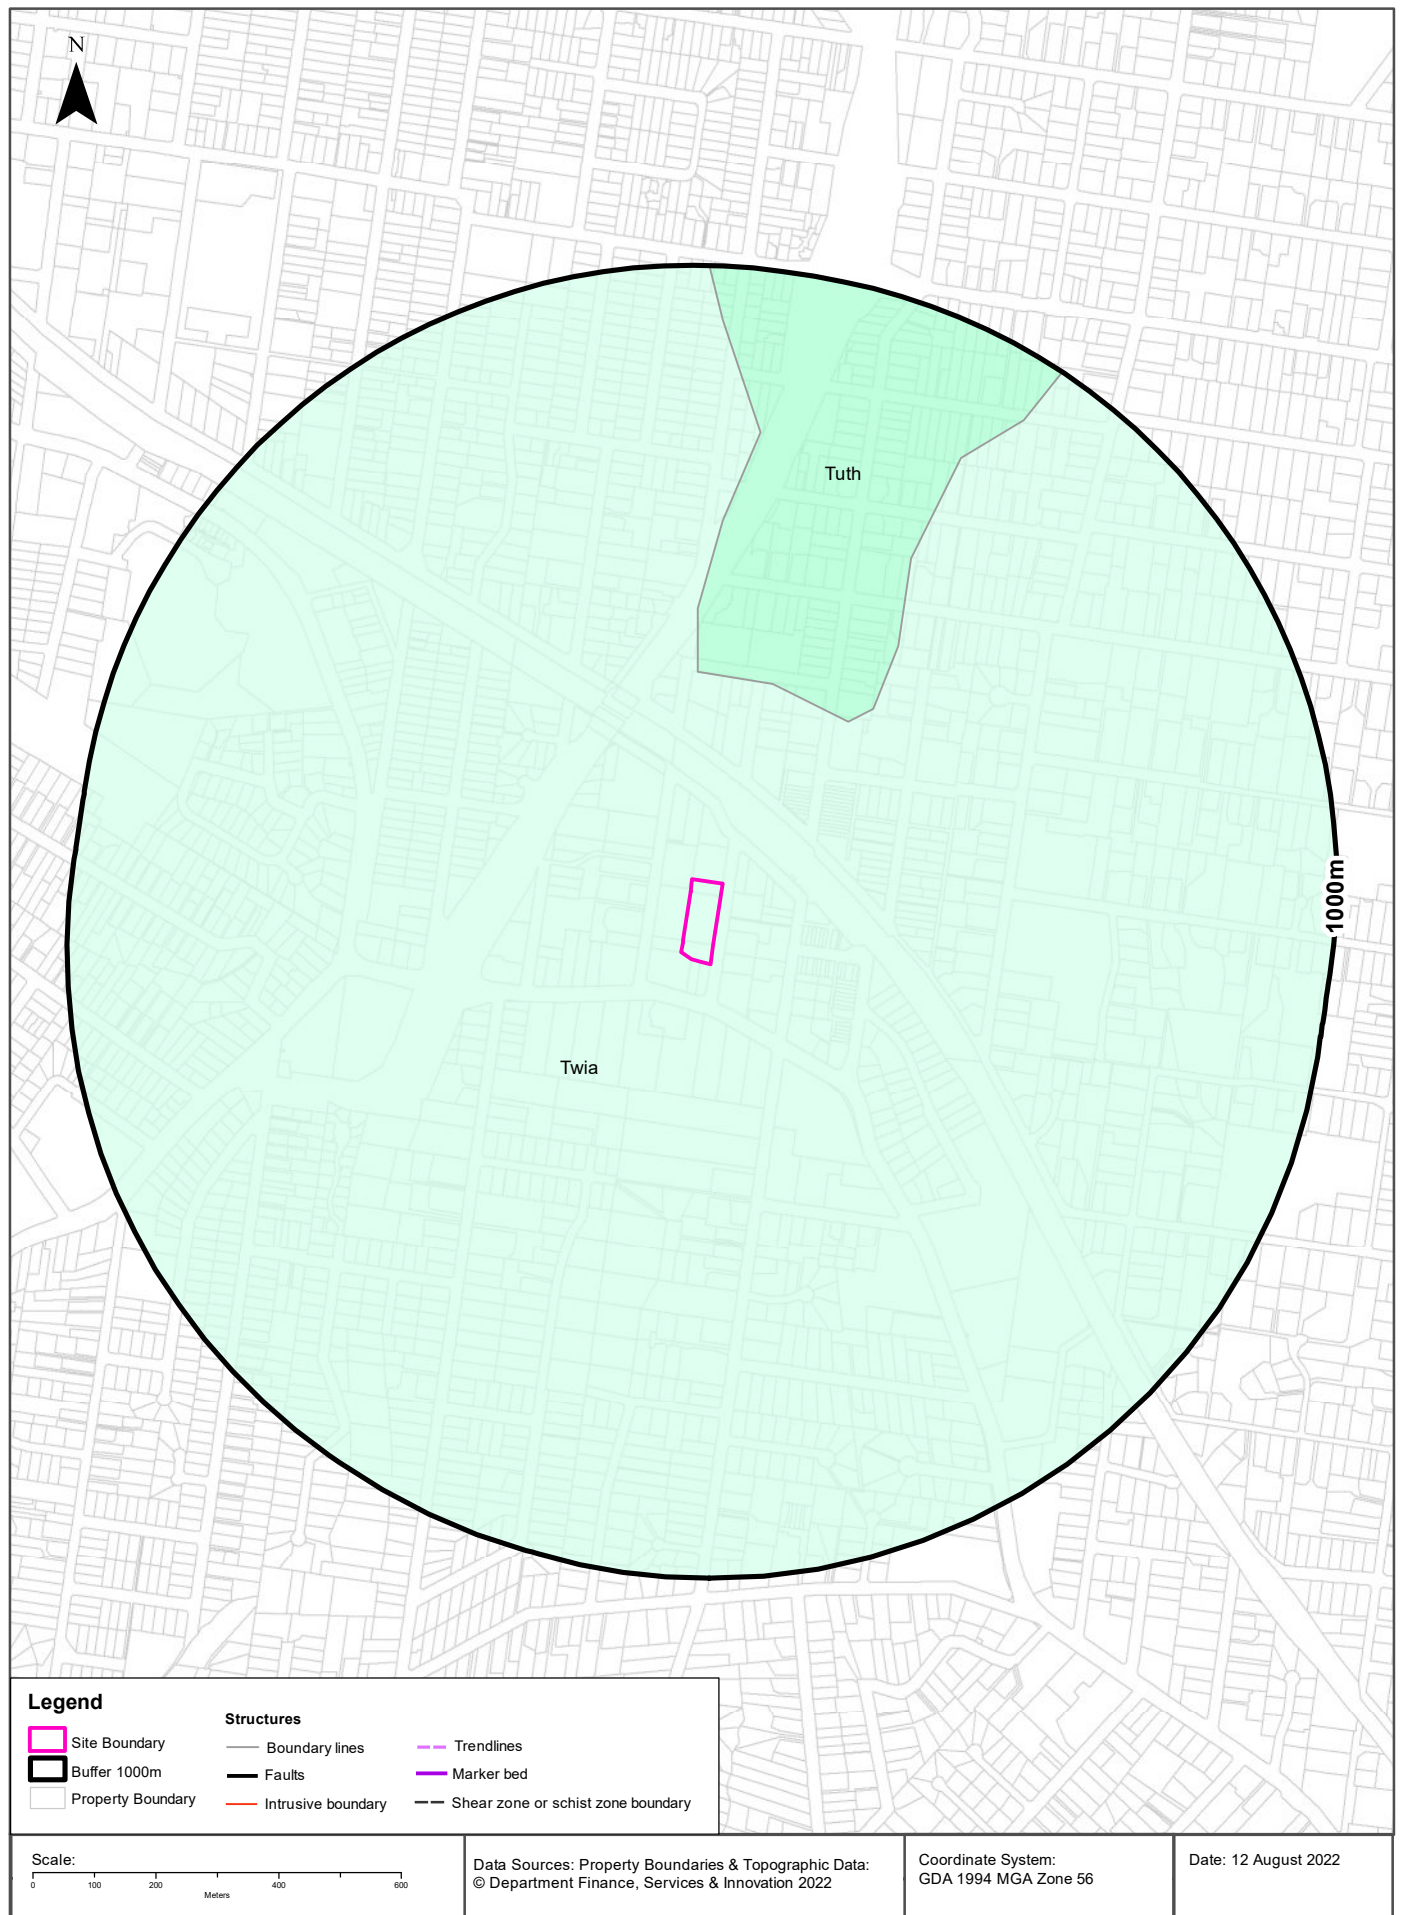 N
Tuth
1000m
Twia
Legend
Site Boundary
Buffer 1000m
Property Boundary
Structures
Boundary lines
Faults
Intrusive boundary
Trendlines
Marker bed
Shear zone or schist zone boundary
Scale:
0 100 200 400 600
Meters
Data Sources: Property Boundaries & Topographic Data:
© Department Finance, Services & Innovation 2022
Coordinate System:
GDA 1994 MGA Zone 56
Date: 12 August 2022